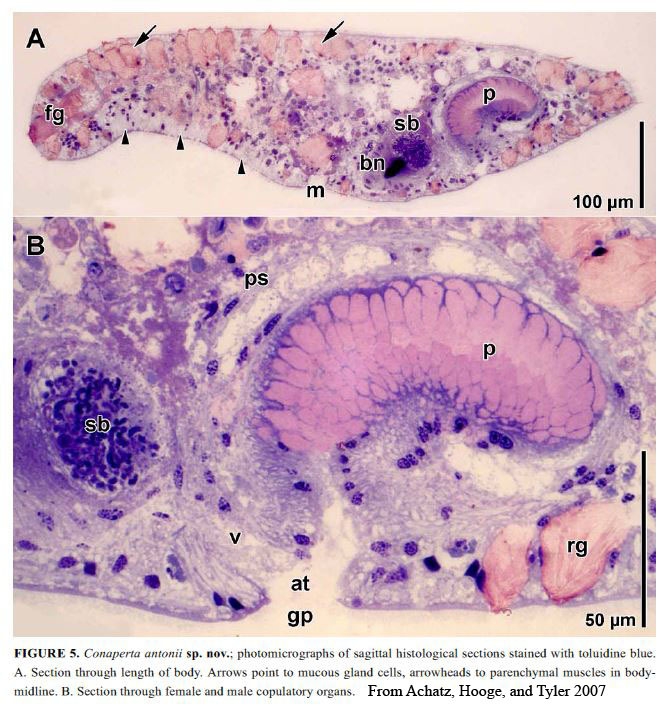 A
fg
p
sb
bn
m
100 µm
B
ps
p
sb
v
at
gp
rg
50 µm
FIGURE 5. Conaperta antonii sp. nov.; photomicrographs of sagittal histological sections stained with toluidine blue.
A. Section through length of body. Arrows point to mucous gland cells, arrowheads to parenchymal muscles in body-
midline. B. Section through female and male copulatory organs. From Achatz, Hooge, and Tyler 2007